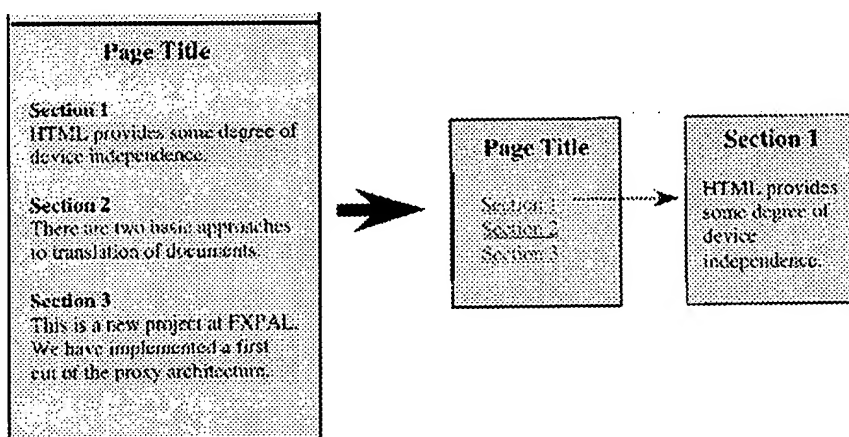 Page Title
Section 1
HTML provides some degree of
device independence.
Section 2
There are two basic approaches
to translation of documents.
Section 3
This is a new project at FXPAL.
We have implemented a first
cut of the proxy architecture.
Page Title
Section 1
Section 2
Section 3
Section 1
HTML provides
some degree of
device
independence.